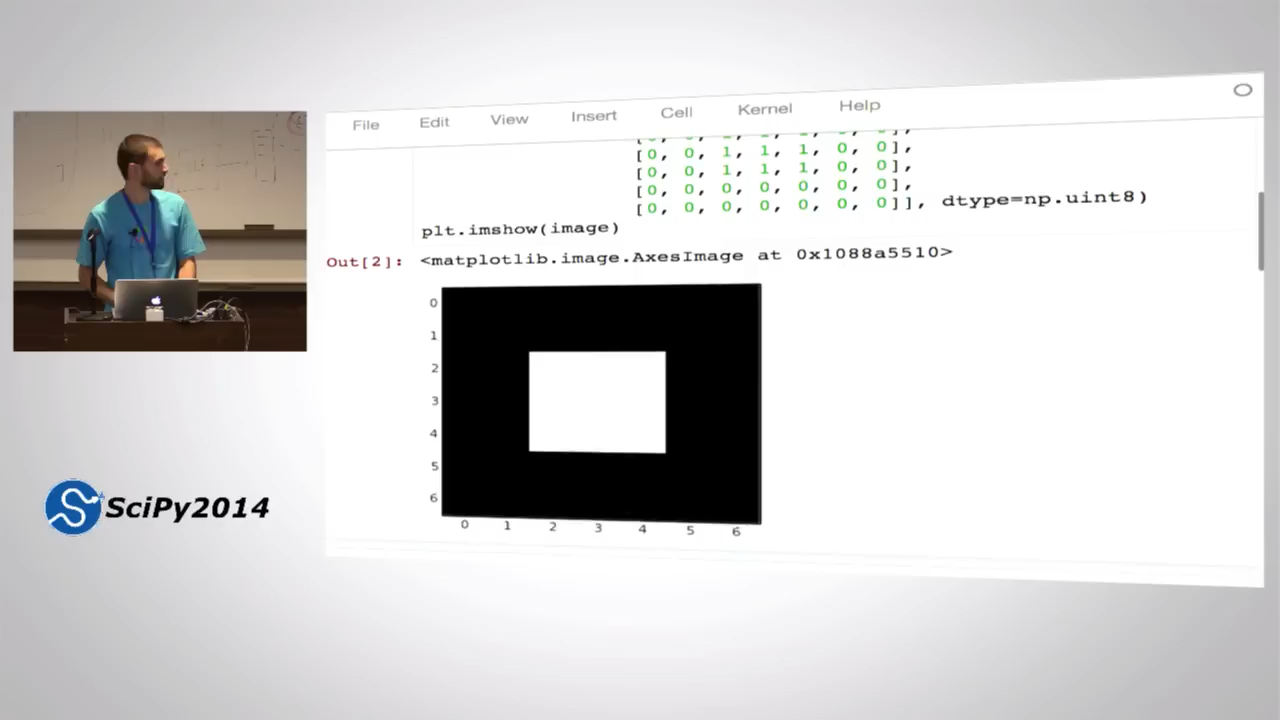 File Edit View Insert Cell Kernel Help
[0, 0, 1, 1, 1, 0, 0],
[0, 0, 1, 1, 1, 0, 0],
[0, 0, 0, 0, 0, 0, 0],
[0, 0, 0, 0, 0, 0, 0]], dtype=np.uint8)
plt.imshow(image)
Out[2]: <matplotlib.image.AxesImage at 0x1088a5510>
0
1
2
3
4
5
6
0 1 2 3 4 5 6
SciPy2014